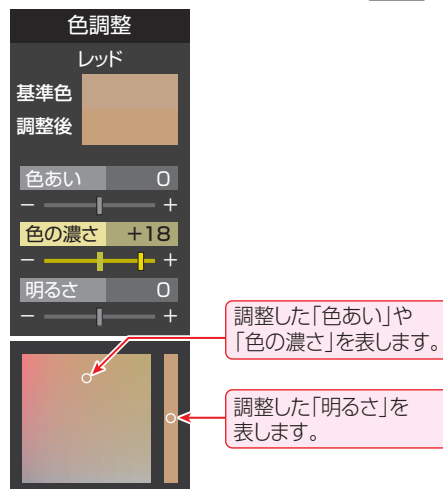 色調整
レッド
基準色
調整後
色あい 0
− +
色の濃さ +18
− +
明るさ 0
− +
調整した「色あい」や
「色の濃さ」を表します。
調整した「明るさ」を
表します。